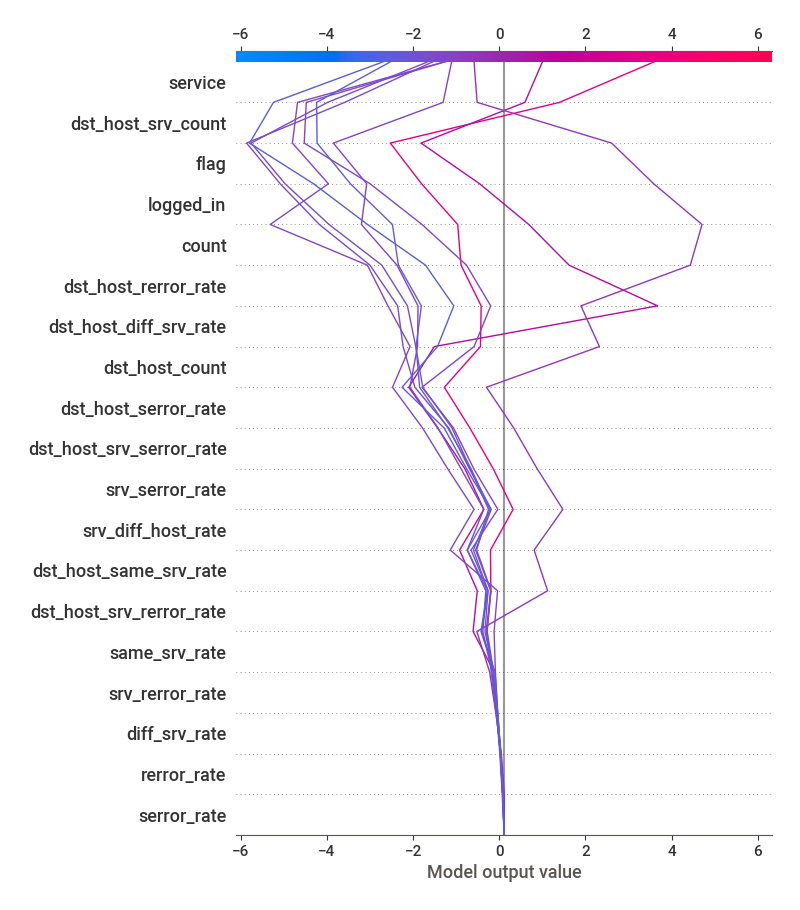 −6 −4 −2 0 2 4 6
service
dst_host_srv_count
flag
logged_in
count
dst_host_rerror_rate
dst_host_diff_srv_rate
dst_host_count
dst_host_serror_rate
dst_host_srv_serror_rate
srv_serror_rate
srv_diff_host_rate
dst_host_same_srv_rate
dst_host_srv_rerror_rate
same_srv_rate
srv_rerror_rate
diff_srv_rate
rerror_rate
serror_rate
−6 −4 −2 0 2 4 6
Model output value